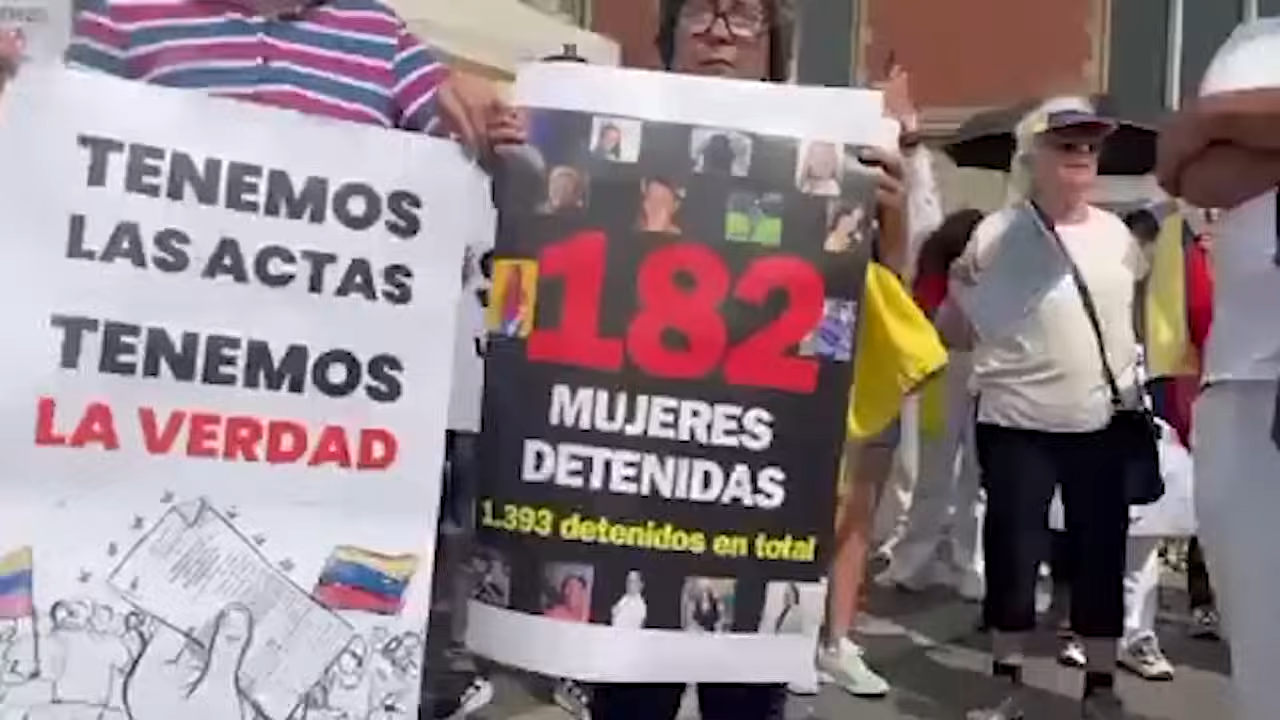 TENEMOS
LAS ACTAS
TENEMOS
LA VERDAD
182
MUJERES
DETENIDAS
1.393 detenidos en total